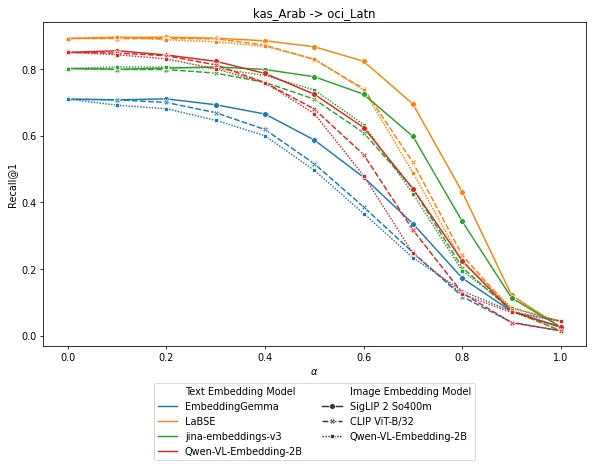 kas_Arab -> oci_Latn
Recall@1
0.8
0.6
0.4
0.2
0.0
0.0 0.2 0.4 0.6 0.8 1.0
α
Text Embedding Model Image Embedding Model
EmbeddingGemma SigLIP 2 So400m
LaBSE CLIP ViT-B/32
jina-embeddings-v3 Qwen-VL-Embedding-2B
Qwen-VL-Embedding-2B